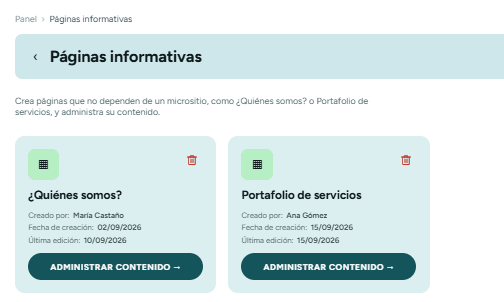 Panel › Páginas informativas
‹ Páginas informativas
Crea páginas que no dependen de un micrositio, como ¿Quiénes somos? o Portafolio de
servicios, y administra su contenido.
¿Quiénes somos?
Creado por: María Castaño
Fecha de creación: 02/09/2026
Última edición: 10/09/2026
ADMINISTRAR CONTENIDO →
Portafolio de servicios
Creado por: Ana Gómez
Fecha de creación: 15/09/2026
Última edición: 15/09/2026
ADMINISTRAR CONTENIDO →